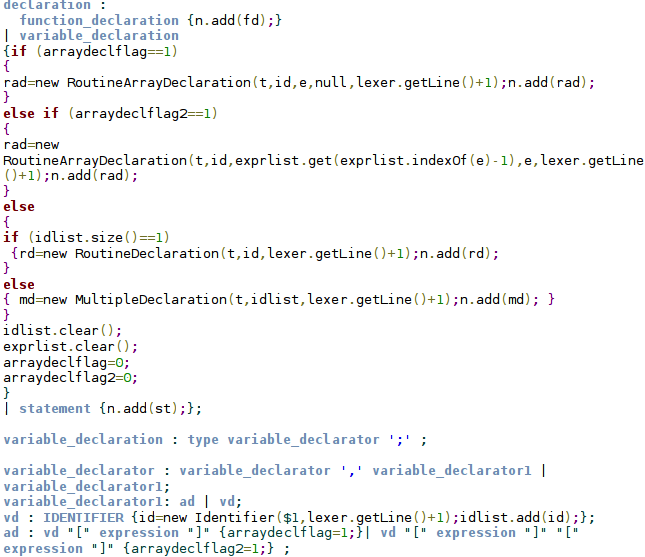 declaration :
  function_declaration {n.add(fd);}
| variable_declaration
{if (arraydeclflag==1)
{
rad=new RoutineArrayDeclaration(t,id,e,null,lexer.getLine()+1);n.add(rad);
}
else if (arraydeclflag2==1)
{
rad=new
RoutineArrayDeclaration(t,id,exprlist.get(exprlist.indexOf(e)-1),e,lexer.getLine
()+1);n.add(rad);
}
else
{
if (idlist.size()==1)
 {rd=new RoutineDeclaration(t,id,lexer.getLine()+1);n.add(rd);
}
else
{ md=new MultipleDeclaration(t,idlist,lexer.getLine()+1);n.add(md); }
}
idlist.clear();
exprlist.clear();
arraydeclflag=0;
arraydeclflag2=0;
}
| statement {n.add(st);};

variable_declaration : type variable_declarator ';' ;

variable_declarator : variable_declarator ',' variable_declarator1 |
variable_declarator1;
variable_declarator1: ad | vd;
vd : IDENTIFIER {id=new Identifier($1,lexer.getLine()+1);idlist.add(id);};
ad : vd "[" expression "]" {arraydeclflag=1;}| vd "[" expression "]" "["
expression "]" {arraydeclflag2=1;} ;